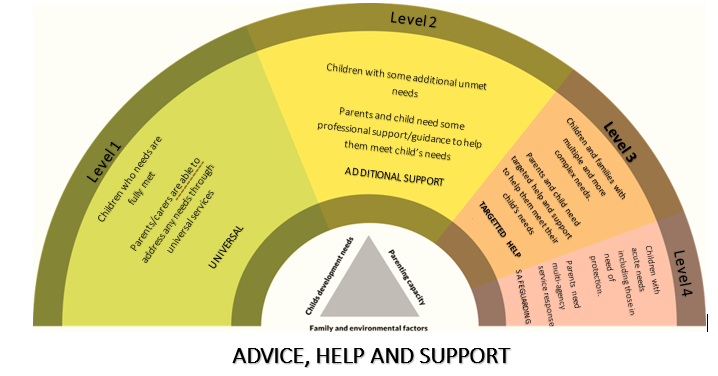 Level 1
Children who needs are
fully met
Parents/carers are able to
address any needs through
universal services
UNIVERSAL
Level 2
Children with some additional unmet
needs
Parents and child need some
professional support/guidance to help
them meet child's needs
ADDITIONAL SUPPORT
Level 3
Children and families with
multiple and more
complex needs.
Parents and child need
targeted help and support
to help them meet their
child's needs
TARGETTED HELP
Level 4
Children with
acute needs
including those in
need of
protection.
Parents need
multi-agency
service response
SAFEGUARDING
Childs development needs
Parenting capacity
Family and environmental factors
ADVICE, HELP AND SUPPORT